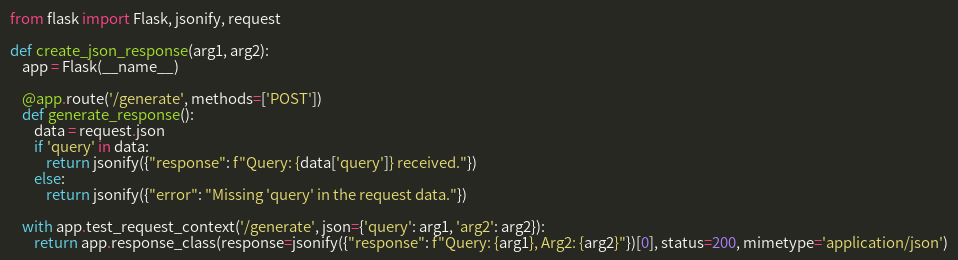 from flask import Flask, jsonify, request

def create_json_response(arg1, arg2):
    app = Flask(__name__)

    @app.route('/generate', methods=['POST'])
    def generate_response():
        data = request.json
        if 'query' in data:
            return jsonify({"response": f"Query: {data['query']} received."})
        else:
            return jsonify({"error": "Missing 'query' in the request data."})

    with app.test_request_context('/generate', json={'query': arg1, 'arg2': arg2}):
        return app.response_class(response=jsonify({"response": f"Query: {arg1}, Arg2: {arg2}"})[0], status=200, mimetype='application/json')